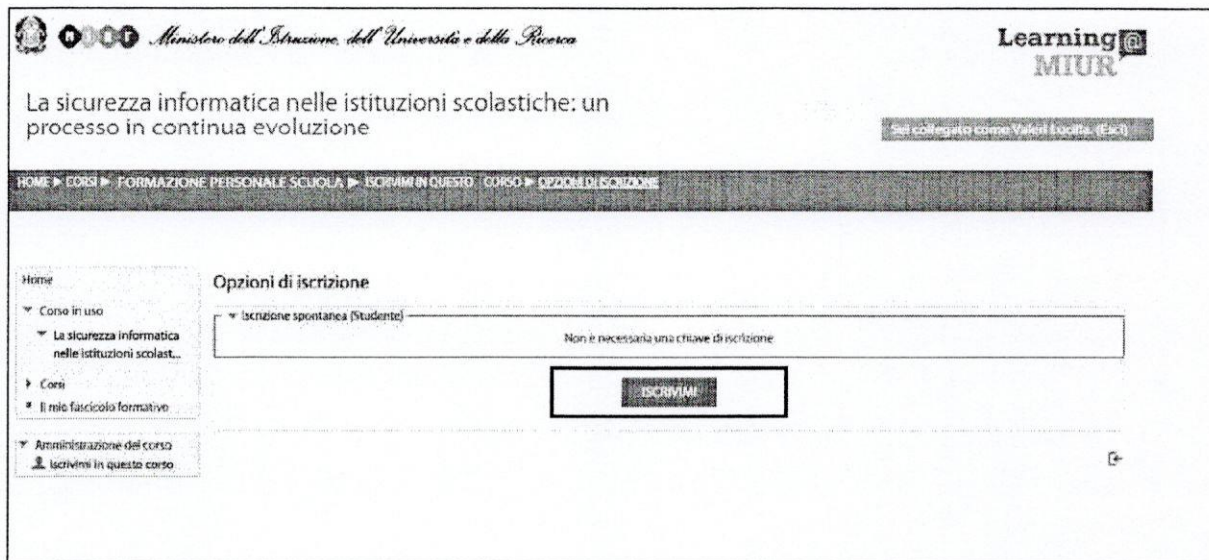 Ministero dell'Istruzione, dell'Università e della Ricerca
Learning@
MIUR
La sicurezza informatica nelle istituzioni scolastiche: un
processo in continua evoluzione
Sei collegato come Valeri Lucilla. (Esci)
HOME ▶ CORSI ▶ FORMAZIONE PERSONALE SCUOLA ▶ ISCRIVIMI IN QUESTO CORSO ▶ OPZIONI DI ISCRIZIONE
Home
Corso in uso
La sicurezza informatica
nelle istituzioni scolast...
Corsi
Il mio fascicolo formativo
Amministrazione del corso
Iscrivimi in questo corso
Opzioni di iscrizione
Iscrizione spontanea (Studente)
Non è necessaria una chiave di iscrizione
ISCRIVIMI